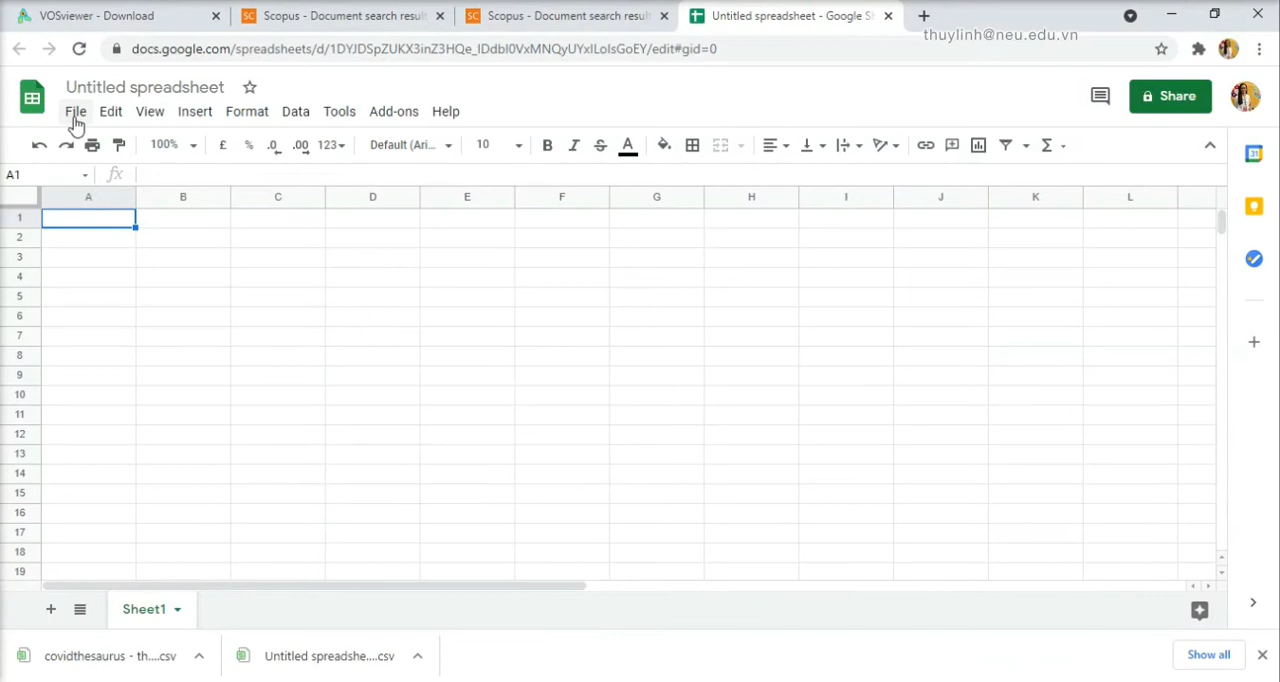 VOSviewer - Download
Scopus - Document search result
Scopus - Document search result
Untitled spreadsheet - Google Sh
thuylinh@neu.edu.vn
docs.google.com/spreadsheets/d/1DYJDSpZUKX3inZ3HQe_IDdbI0VxMNQyUYxILoIsGoEY/edit#gid=0
Untitled spreadsheet
File Edit View Insert Format Data Tools Add-ons Help
Share
100% £ % .0 .00 123 Default (Ari... 10 B I S A Σ
A1 fx
A B C D E F G H I J K L
1
2
3
4
5
6
7
8
9
10
11
12
13
14
15
16
17
18
19
Sheet1
covidthesaurus - th....csv
Untitled spreadshe....csv
Show all
31